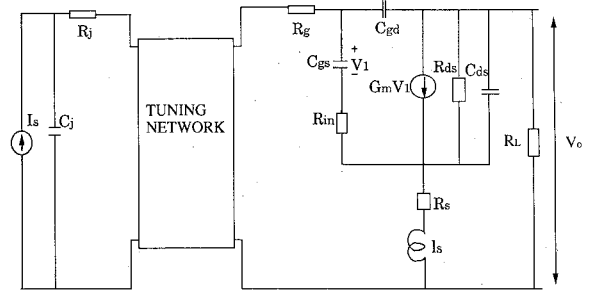 Rj
Rg
Cgd
Cgs
+
V1
−
GmV1
Rds
Cds
Is
Cj
TUNING
NETWORK
Rin
RL
Vo
Rs
ls